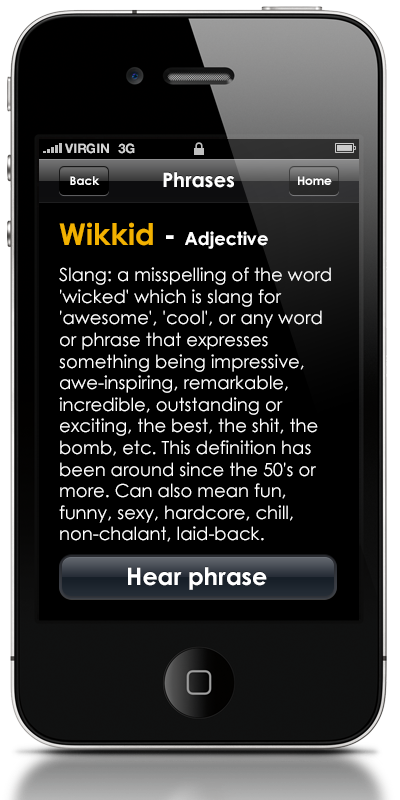 VIRGIN 3G
Back Phrases Home
Wikkid - Adjective
Slang: a misspelling of the word
'wicked' which is slang for
'awesome', 'cool', or any word
or phrase that expresses
something being impressive,
awe-inspiring, remarkable,
incredible, outstanding or
exciting, the best, the shit, the
bomb, etc. This definition has
been around since the 50's or
more. Can also mean fun,
funny, sexy, hardcore, chill,
non-chalant, laid-back.
Hear phrase